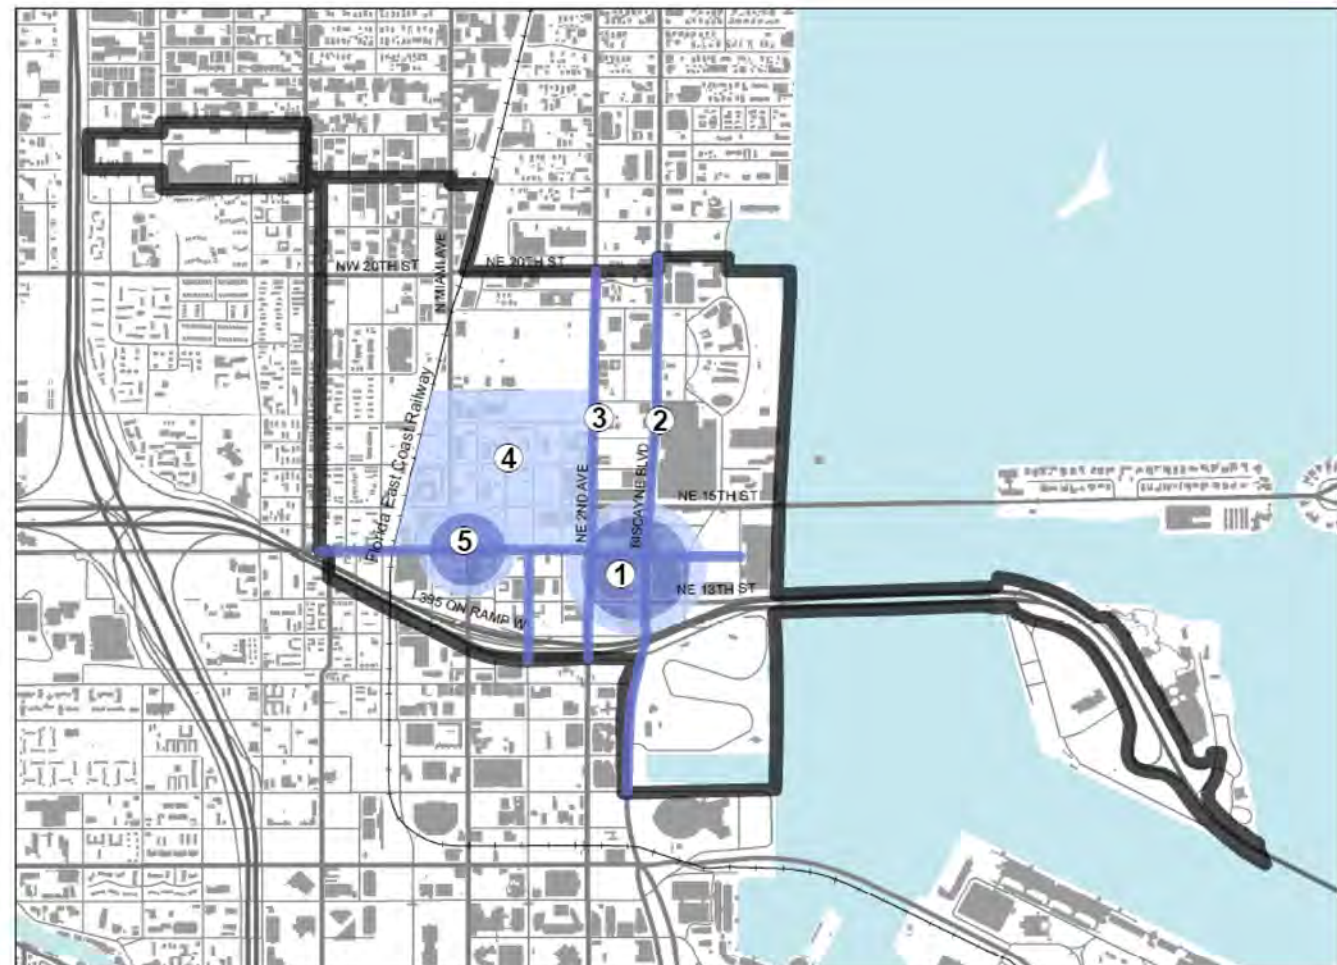 NW 20TH ST
NE 20TH ST
N MIAMI AVE
Florida East Coast Railway
3
2
4
NE 2ND AVE
BISCAYNE BLVD
NE 15TH ST
5
1
NE 13TH ST
I 395 ON RAMP W